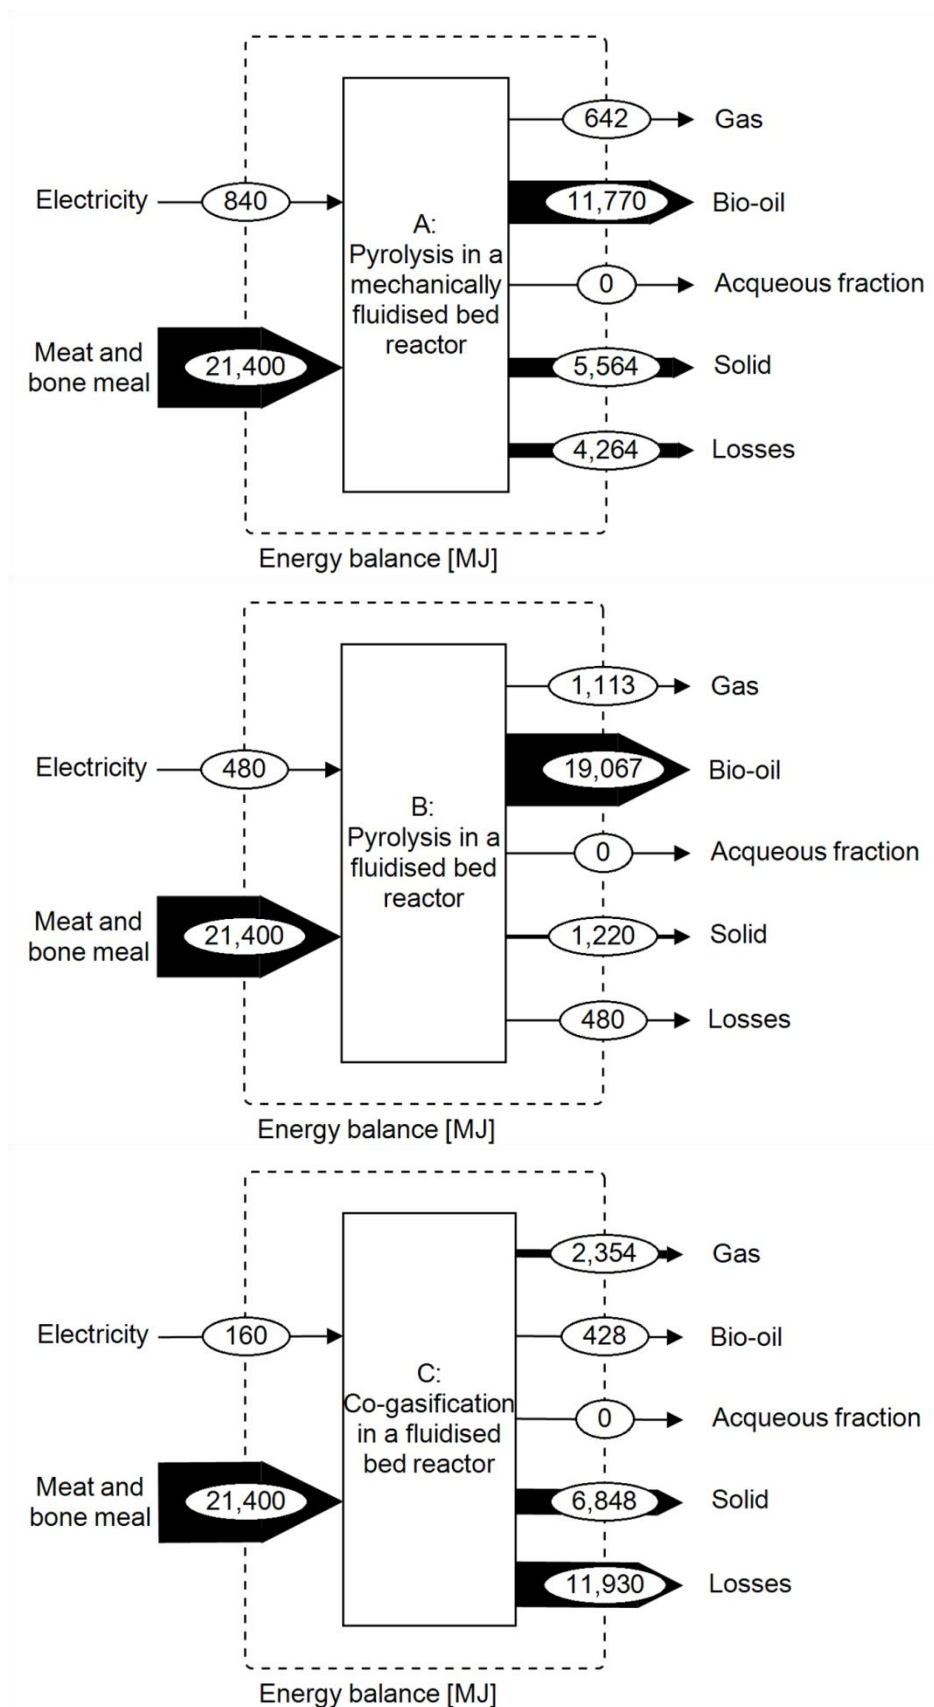 642
Gas
Electricity
840
11,770
Bio-oil
A:
Pyrolysis in a
mechanically
fluidised bed
reactor
0
Acqueous fraction
Meat and
bone meal
21,400
5,564
Solid
4,264
Losses
Energy balance [MJ]
1,113
Gas
Electricity
480
19,067
Bio-oil
B:
Pyrolysis in a
fluidised bed
reactor
0
Acqueous fraction
Meat and
bone meal
21,400
1,220
Solid
480
Losses
Energy balance [MJ]
2,354
Gas
Electricity
160
428
Bio-oil
C:
Co-gasification
in a fluidised
bed reactor
0
Acqueous fraction
Meat and
bone meal
21,400
6,848
Solid
11,930
Losses
Energy balance [MJ]